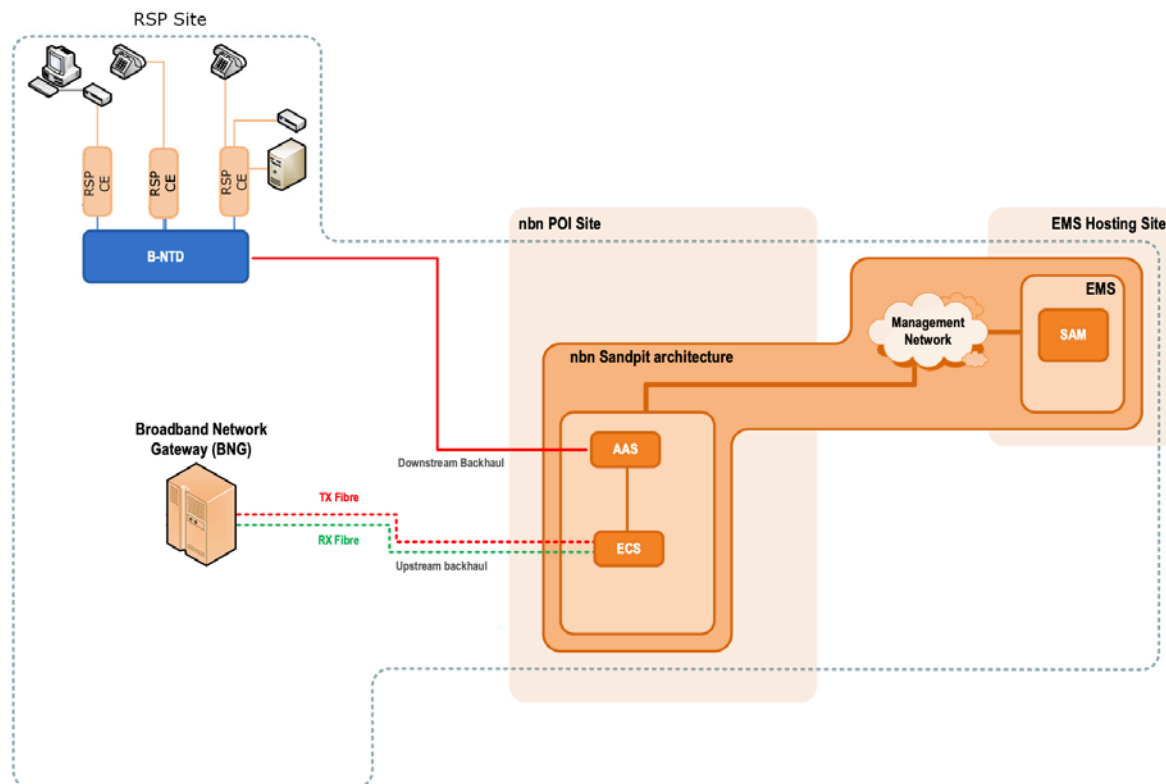 RSP Site
RSP
CE
RSP
CE
RSP
CE
B-NTD
nbn POI Site
EMS Hosting Site
EMS
Management
Network
SAM
nbn Sandpit architecture
Broadband Network
Gateway (BNG)
AAS
Downstream Backhaul
TX Fibre
RX Fibre
ECS
Upstream backhaul